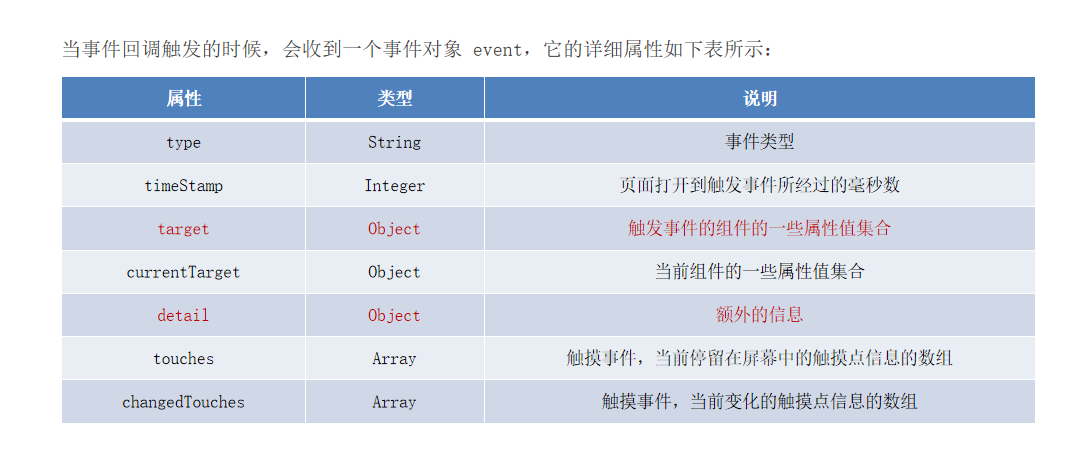 当事件回调触发的时候，会收到一个事件对象 event，它的详细属性如下表所示：
属性 类型 说明
type String 事件类型
timeStamp Integer 页面打开到触发事件所经过的毫秒数
target Object 触发事件的组件的一些属性值集合
currentTarget Object 当前组件的一些属性值集合
detail Object 额外的信息
touches Array 触摸事件，当前停留在屏幕中的触摸点信息的数组
changedTouches Array 触摸事件，当前变化的触摸点信息的数组